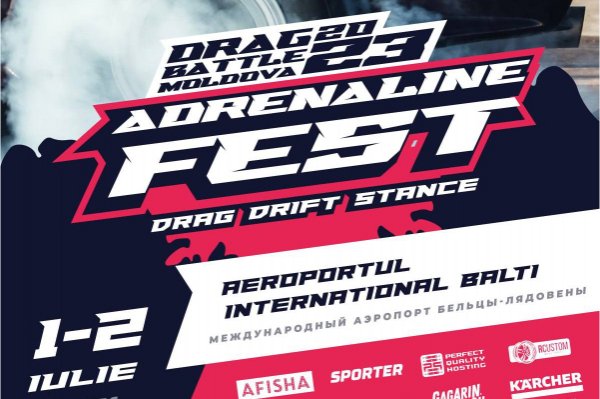 DRAG 20
BATTLE 23
MOLDOVA
ADRENALINE
FEST
DRAG DRIFT STANCE
AEROPORTUL
INTERNATIONAL BALTI
МЕЖДУНАРОДНЫЙ АЭРОПОРТ БЕЛЬЦЫ-ЛЯДОВЕНЫ
1-2
IULIE
AFISHA
SPORTER
PERFECT
QUALITY
HOSTING
RCUSTOM
GAGARIN
KÄRCHER